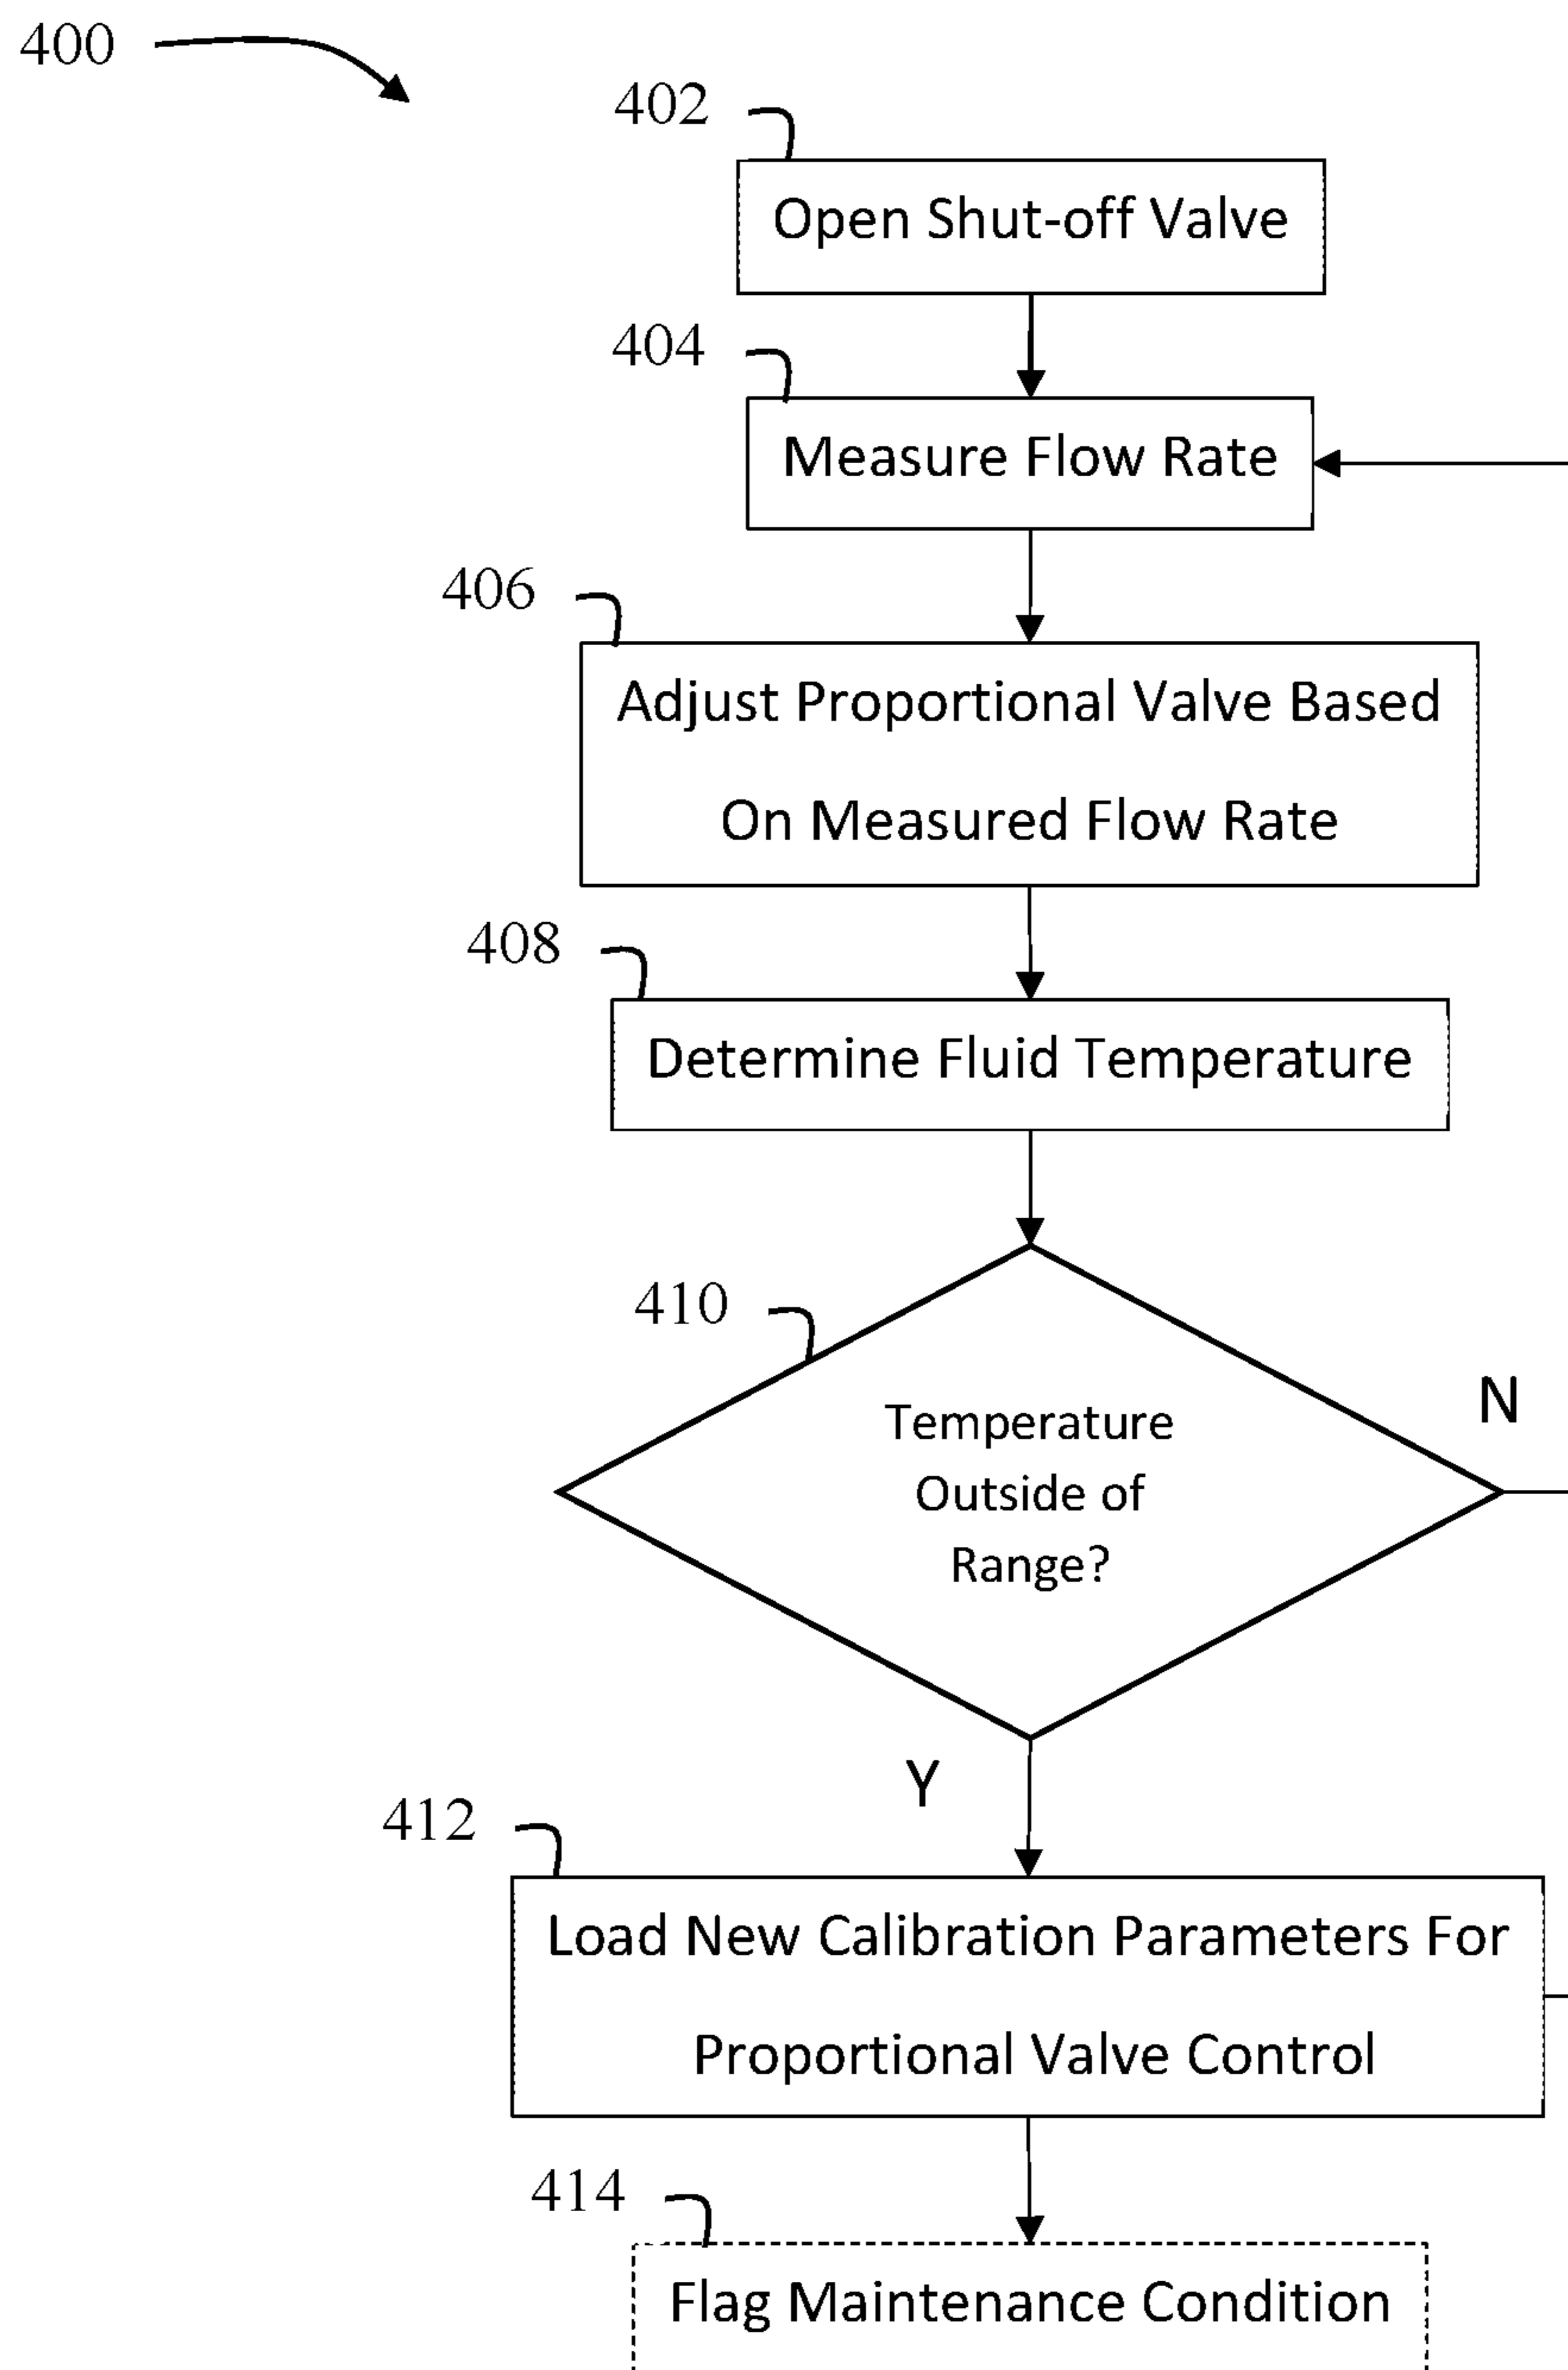 400
402
Open Shut-off Valve
404
Measure Flow Rate
406
Adjust Proportional Valve Based
On Measured Flow Rate
408
Determine Fluid Temperature
410
Temperature
Outside of
Range?
N
Y
412
Load New Calibration Parameters For
Proportional Valve Control
414
Flag Maintenance Condition